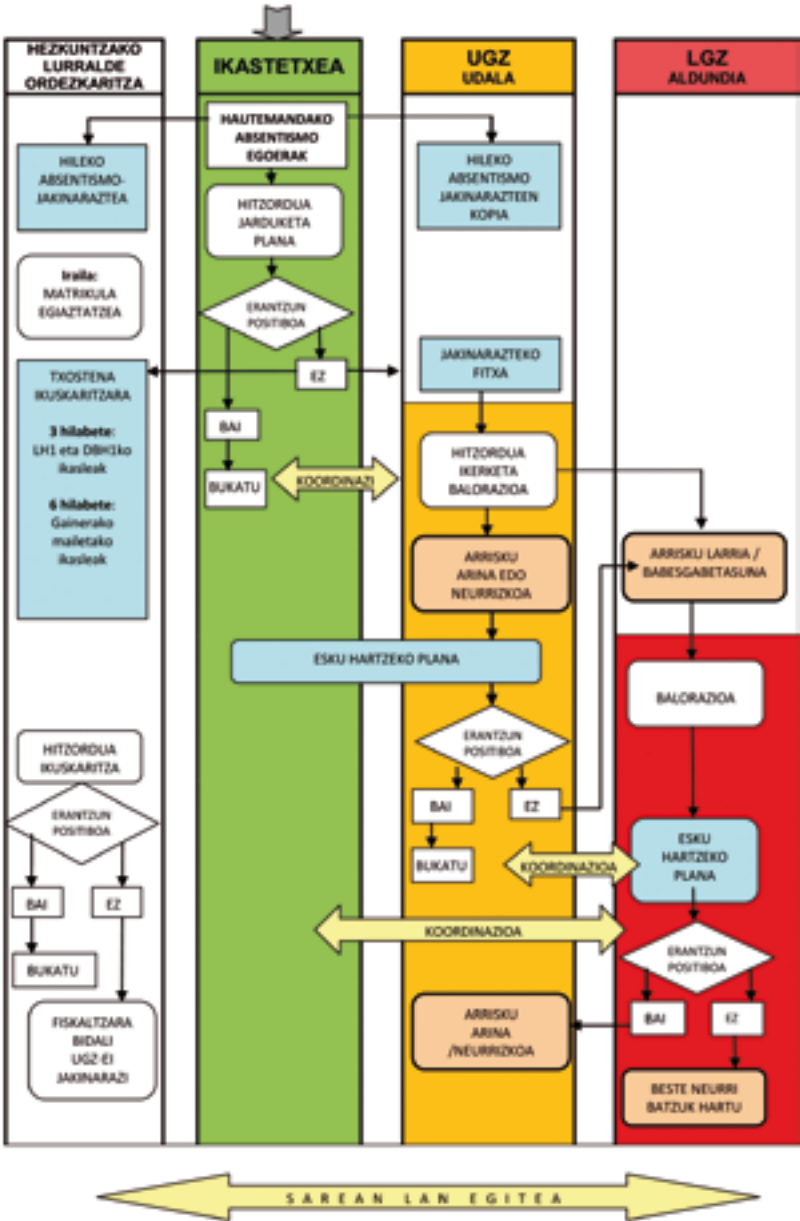 HEZKUNTZAKO
LURRALDE
ORDEZKARITZA
IKASTETXEA
UGZ
UDALA
LGZ
ALDUNDIA
HAUTEMANDAKO
ABSENTISMO
EGOERAK
HILEKO
ABSENTISMO-
JAKINARAZTEA
HILEKO
ABSENTISMO
JAKINARAZTEEN
KOPIA
HITZORDUA
JARDUKETA
PLANA
Iraila:
MATRIKULA
EGIAZTATZEA
ERANTZUN
POSITIBOA
JAKINARAZTEKO
FITXA
TXOSTENA
IKUSKARITZARA
3 hilabete:
LH1 eta DBH1ko
ikasleak
6 hilabete:
Gainerako
mailetako
ikasleak
EZ
BAI
BUKATU
KOORDINAZI
HITZORDUA
IKERKETA
BALORAZIOA
ARRISKU
ARINA EDO
NEURRIZKOA
ARRISKU LARRIA /
BABESGABETASUNA
ESKU HARTZEKO PLANA
BALORAZIOA
ERANTZUN
POSITIBOA
BAI
EZ
BUKATU
HITZORDUA
IKUSKARITZA
ERANTZUN
POSITIBOA
BAI
EZ
BUKATU
FISKALTZARA
BIDALI
UGZ-EI
JAKINARAZI
KOORDINAZIOA
ESKU
HARTZEKO
PLANA
KOORDINAZIOA
ERANTZUN
POSITIBOA
BAI
EZ
ARRISKU
ARINA
/NEURRIZKOA
BESTE NEURRI
BATZUK HARTU
SAREAN LAN EGITEA